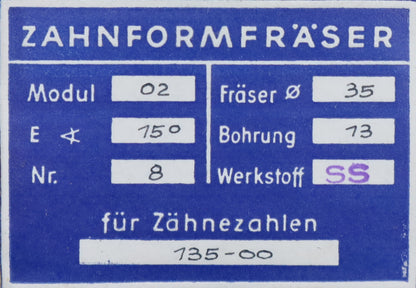 ZAHNFORMFRÄSER
Modul 02 Fräser ⌀ 35
E ∢ 15° Bohrung 13
Nr. 8 Werkstoff SS
für Zähnezahlen
135-00